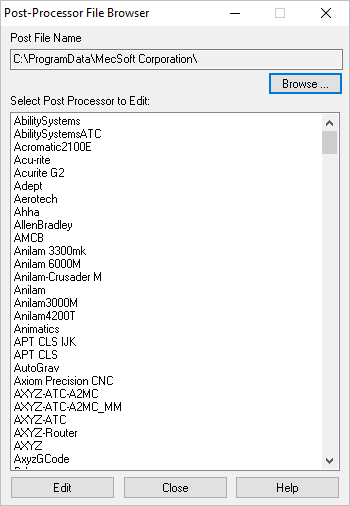 Post-Processor File Browser
Post File Name
C:\ProgramData\MecSoft Corporation\
Browse ...
Select Post Processor to Edit:
AbilitySystems
AbilitySystemsATC
Acromatic2100E
Acu-rite
Acurite G2
Adept
Aerotech
Ahha
AllenBradley
AMCB
Anilam 3300mk
Anilam 6000M
Anilam-Crusader M
Anilam
Anilam3000M
Anilam4200T
Animatics
APT CLS IJK
APT CLS
AutoGrav
Axiom Precision CNC
AXYZ-ATC-A2MC
AXYZ-ATC-A2MC_MM
AXYZ-ATC
AXYZ-Router
AXYZ
AxyzGCode
Edit
Close
Help